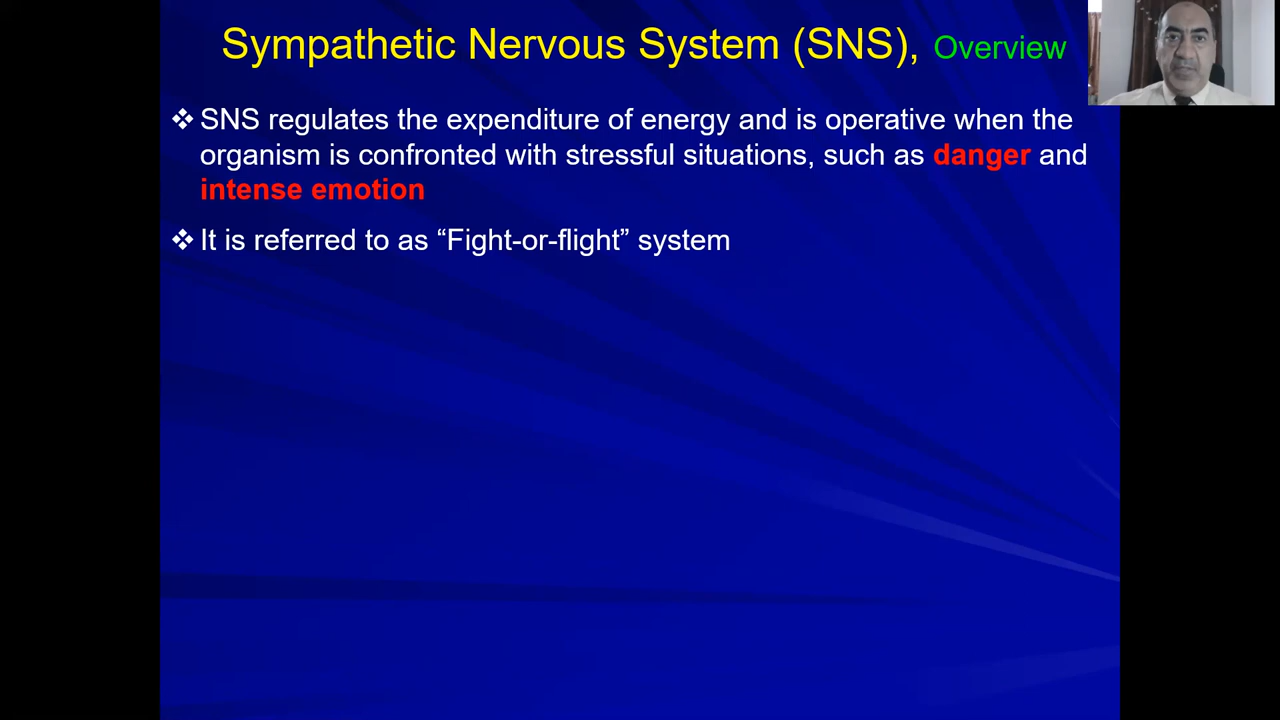 Sympathetic Nervous System (SNS), Overview
❖ SNS regulates the expenditure of energy and is operative when the
organism is confronted with stressful situations, such as danger and
intense emotion
❖ It is referred to as “Fight-or-flight” system